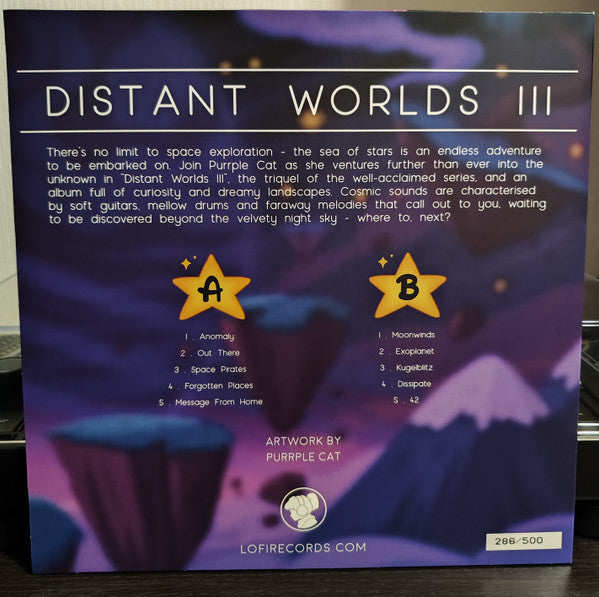 DISTANT WORLDS III
There's no limit to space exploration - the sea of stars is an endless adventure
to be embarked on. Join Purrple Cat as she ventures further than ever into the
unknown in "Distant Worlds III", the triquel of the well-acclaimed series, and an
album full of curiosity and dreamy landscapes. Cosmic sounds are characterised
by soft guitars, mellow drums and faraway melodies that call out to you, waiting
to be discovered beyond the velvety night sky - where to, next?
A
1 . Anomaly
2 . Out There
3 . Space Pirates
4 . Forgotten Places
5 . Message From Home
B
1 . Moonwinds
2 . Exoplanet
3 . Kugelblitz
4 . Dissipate
5 . 42
ARTWORK BY
PURRPLE CAT
LOFIRECORDS.COM
286/500